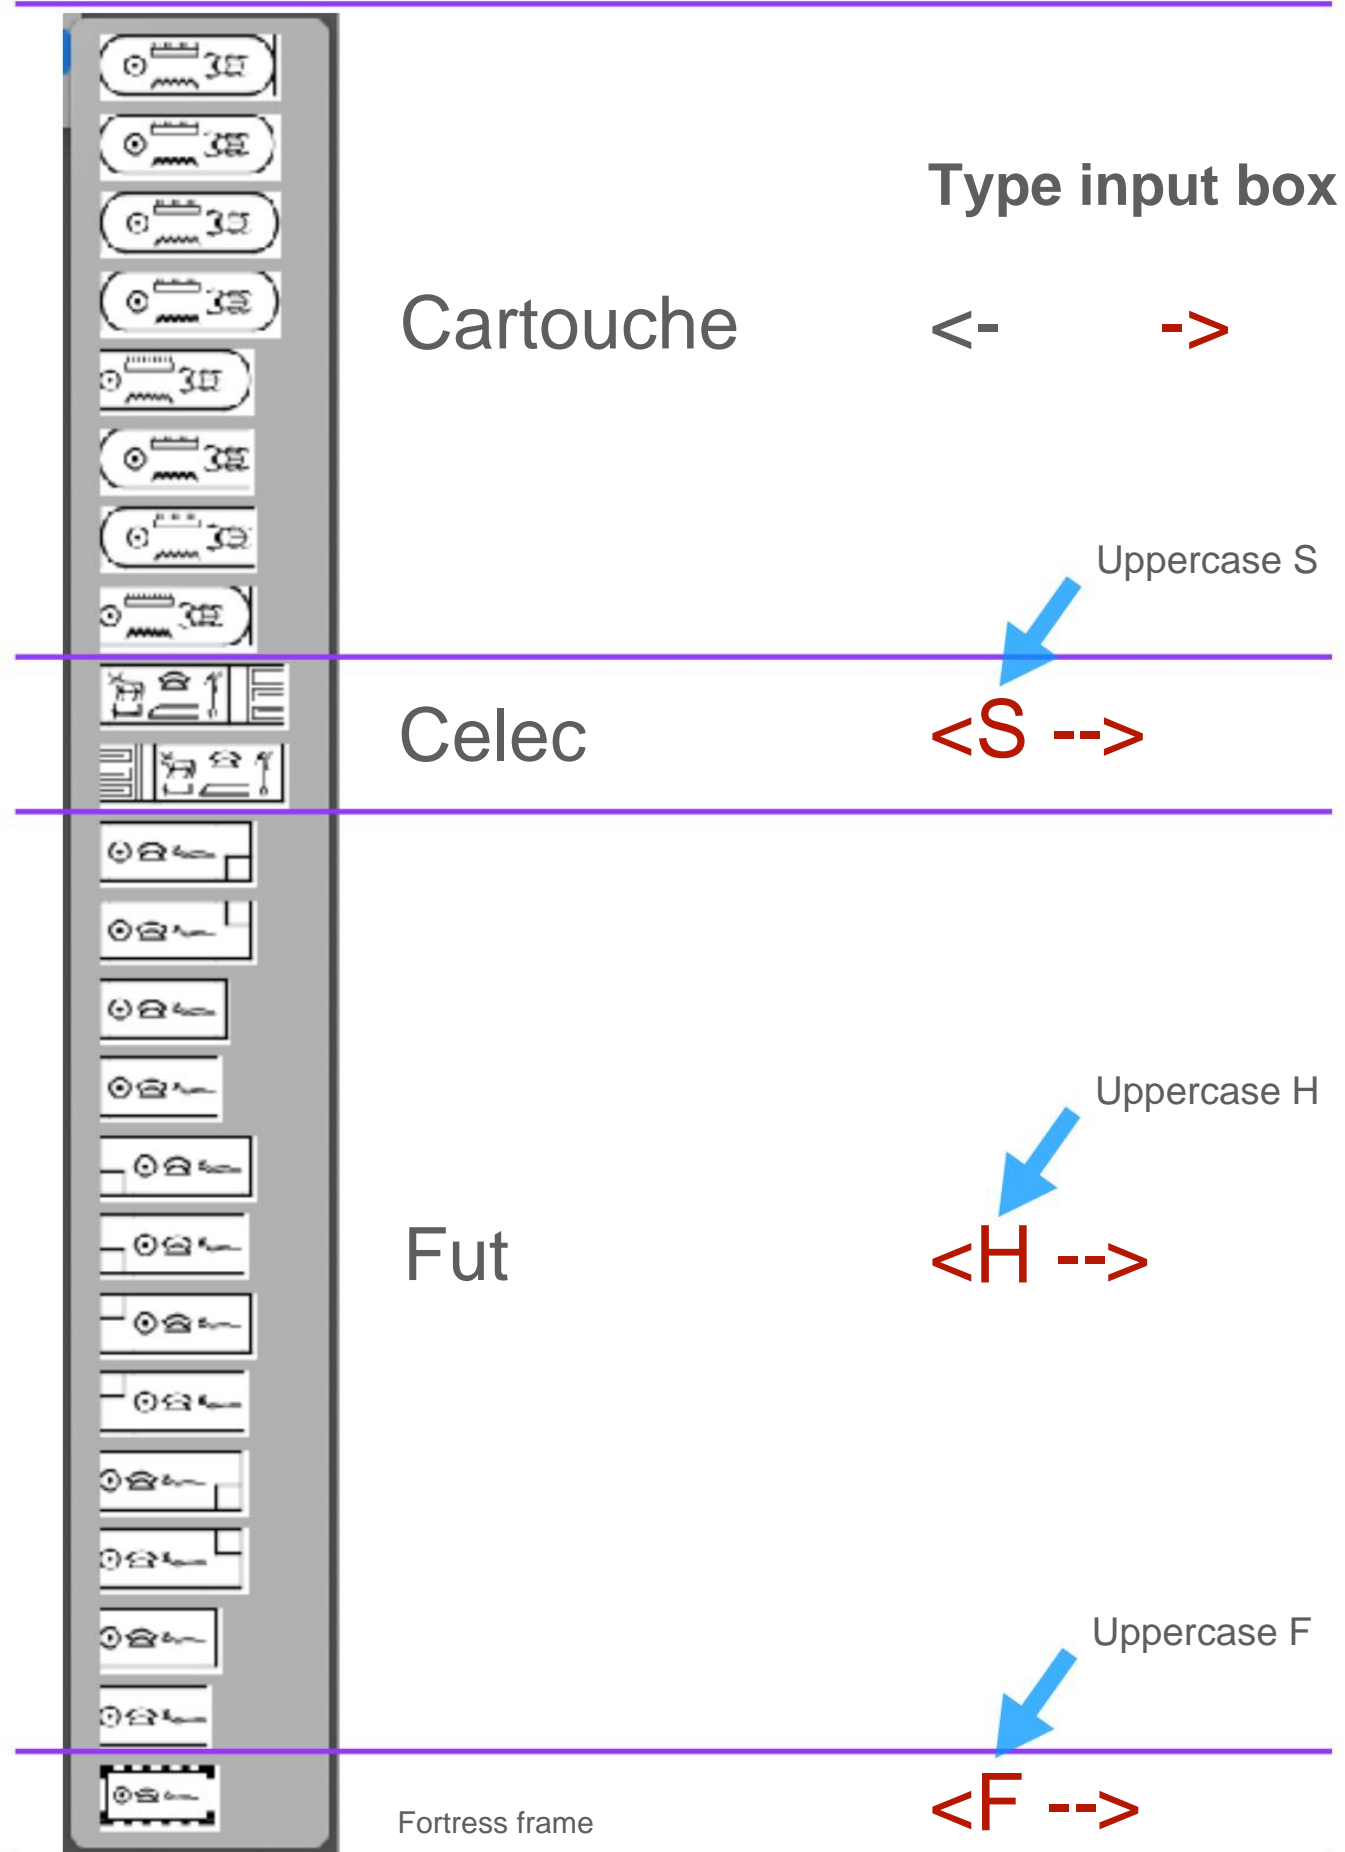 Type input box
Cartouche <- ->
Uppercase S
Celec <S -->
Uppercase H
Fut <H -->
Uppercase F
Fortress frame <F -->